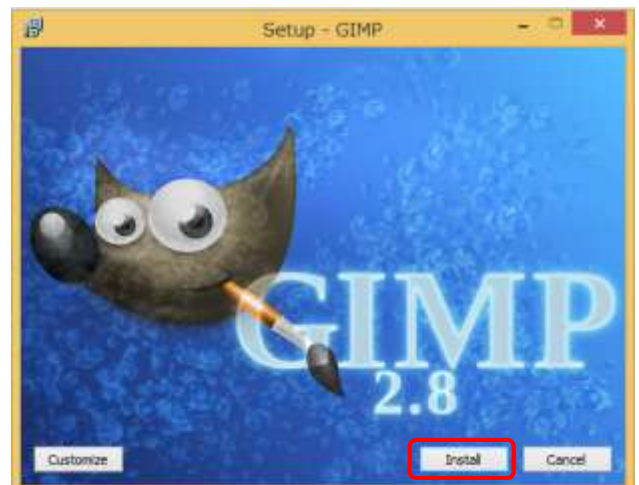 Setup - GIMP
GIMP
2.8
Customize
Install
Cancel